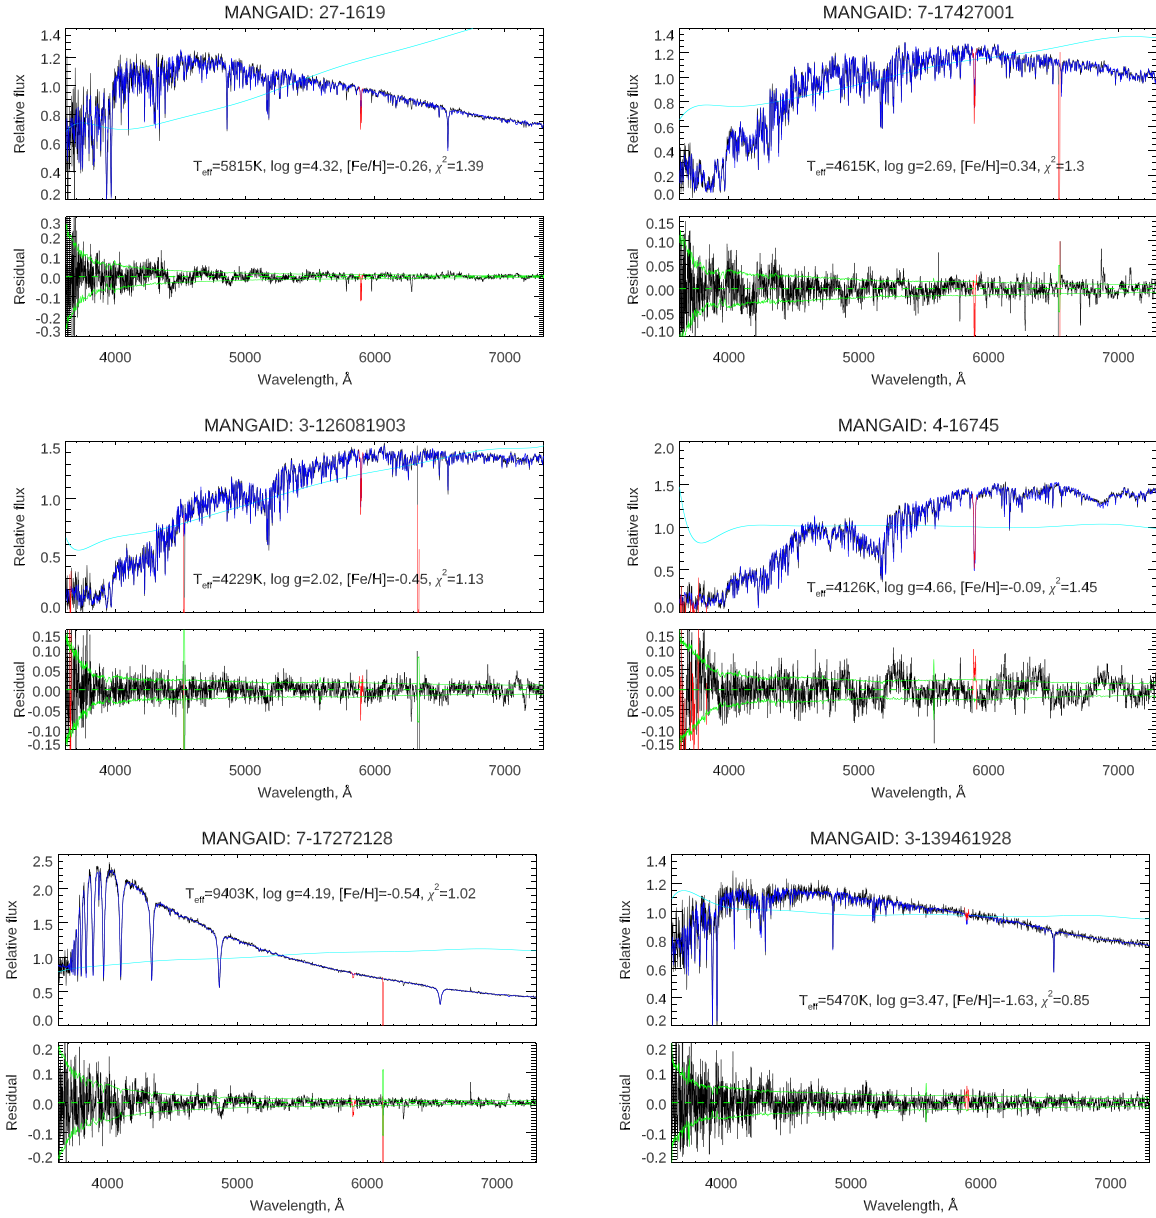 MANGAID: 27-1619
1.4
1.2
1.0
0.8
0.6
0.4
0.2
Relative flux
Teff=5815K, log g=4.32, [Fe/H]=-0.26, χ2=1.39
0.3
0.2
0.1
0.0
-0.1
-0.2
-0.3
Residual
4000 5000 6000 7000
Wavelength, Å
MANGAID: 7-17427001
1.4
1.2
1.0
0.8
0.6
0.4
0.2
0.0
Relative flux
Teff=4615K, log g=2.69, [Fe/H]=0.34, χ2=1.3
0.15
0.10
0.05
0.00
-0.05
-0.10
Residual
4000 5000 6000 7000
Wavelength, Å
MANGAID: 3-126081903
1.5
1.0
0.5
0.0
Relative flux
Teff=4229K, log g=2.02, [Fe/H]=-0.45, χ2=1.13
0.15
0.10
0.05
0.00
-0.05
-0.10
-0.15
Residual
4000 5000 6000 7000
Wavelength, Å
MANGAID: 4-16745
2.0
1.5
1.0
0.5
0.0
Relative flux
Teff=4126K, log g=4.66, [Fe/H]=-0.09, χ2=1.45
0.15
0.10
0.05
0.00
-0.05
-0.10
-0.15
Residual
4000 5000 6000 7000
Wavelength, Å
MANGAID: 7-17272128
2.5
2.0
1.5
1.0
0.5
0.0
Relative flux
Teff=9403K, log g=4.19, [Fe/H]=-0.54, χ2=1.02
0.2
0.1
0.0
-0.1
-0.2
Residual
4000 5000 6000 7000
Wavelength, Å
MANGAID: 3-139461928
1.4
1.2
1.0
0.8
0.6
0.4
0.2
Relative flux
Teff=5470K, log g=3.47, [Fe/H]=-1.63, χ2=0.85
0.2
0.1
0.0
-0.1
-0.2
Residual
4000 5000 6000 7000
Wavelength, Å